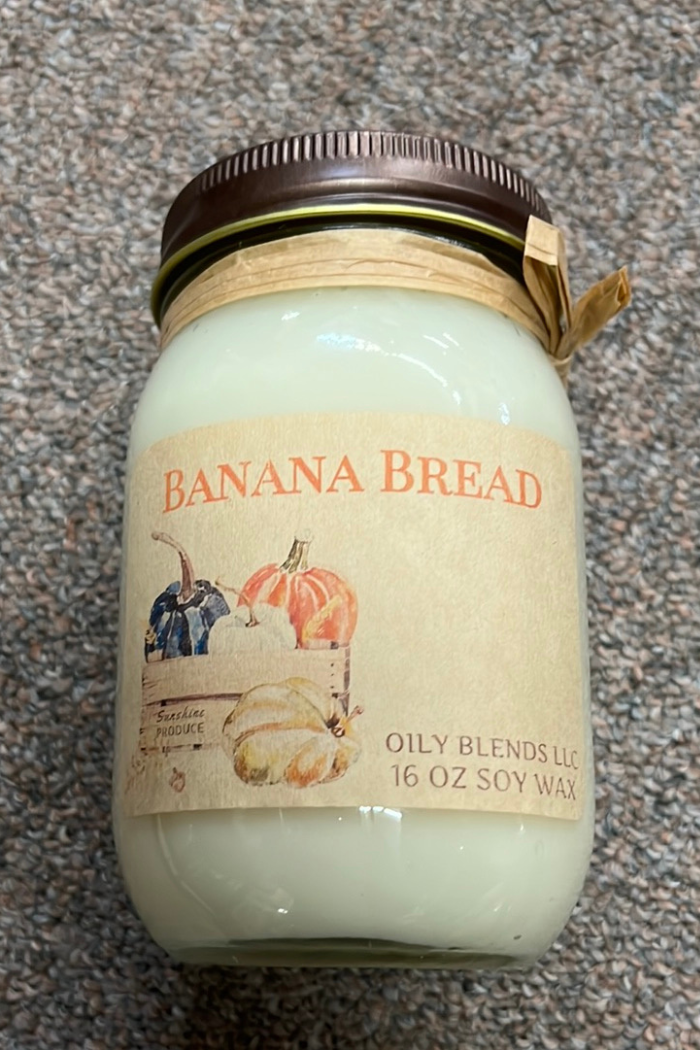 BANANA BREAD
Sunshine
PRODUCE
OILY BLENDS LLC
16 OZ SOY WAX